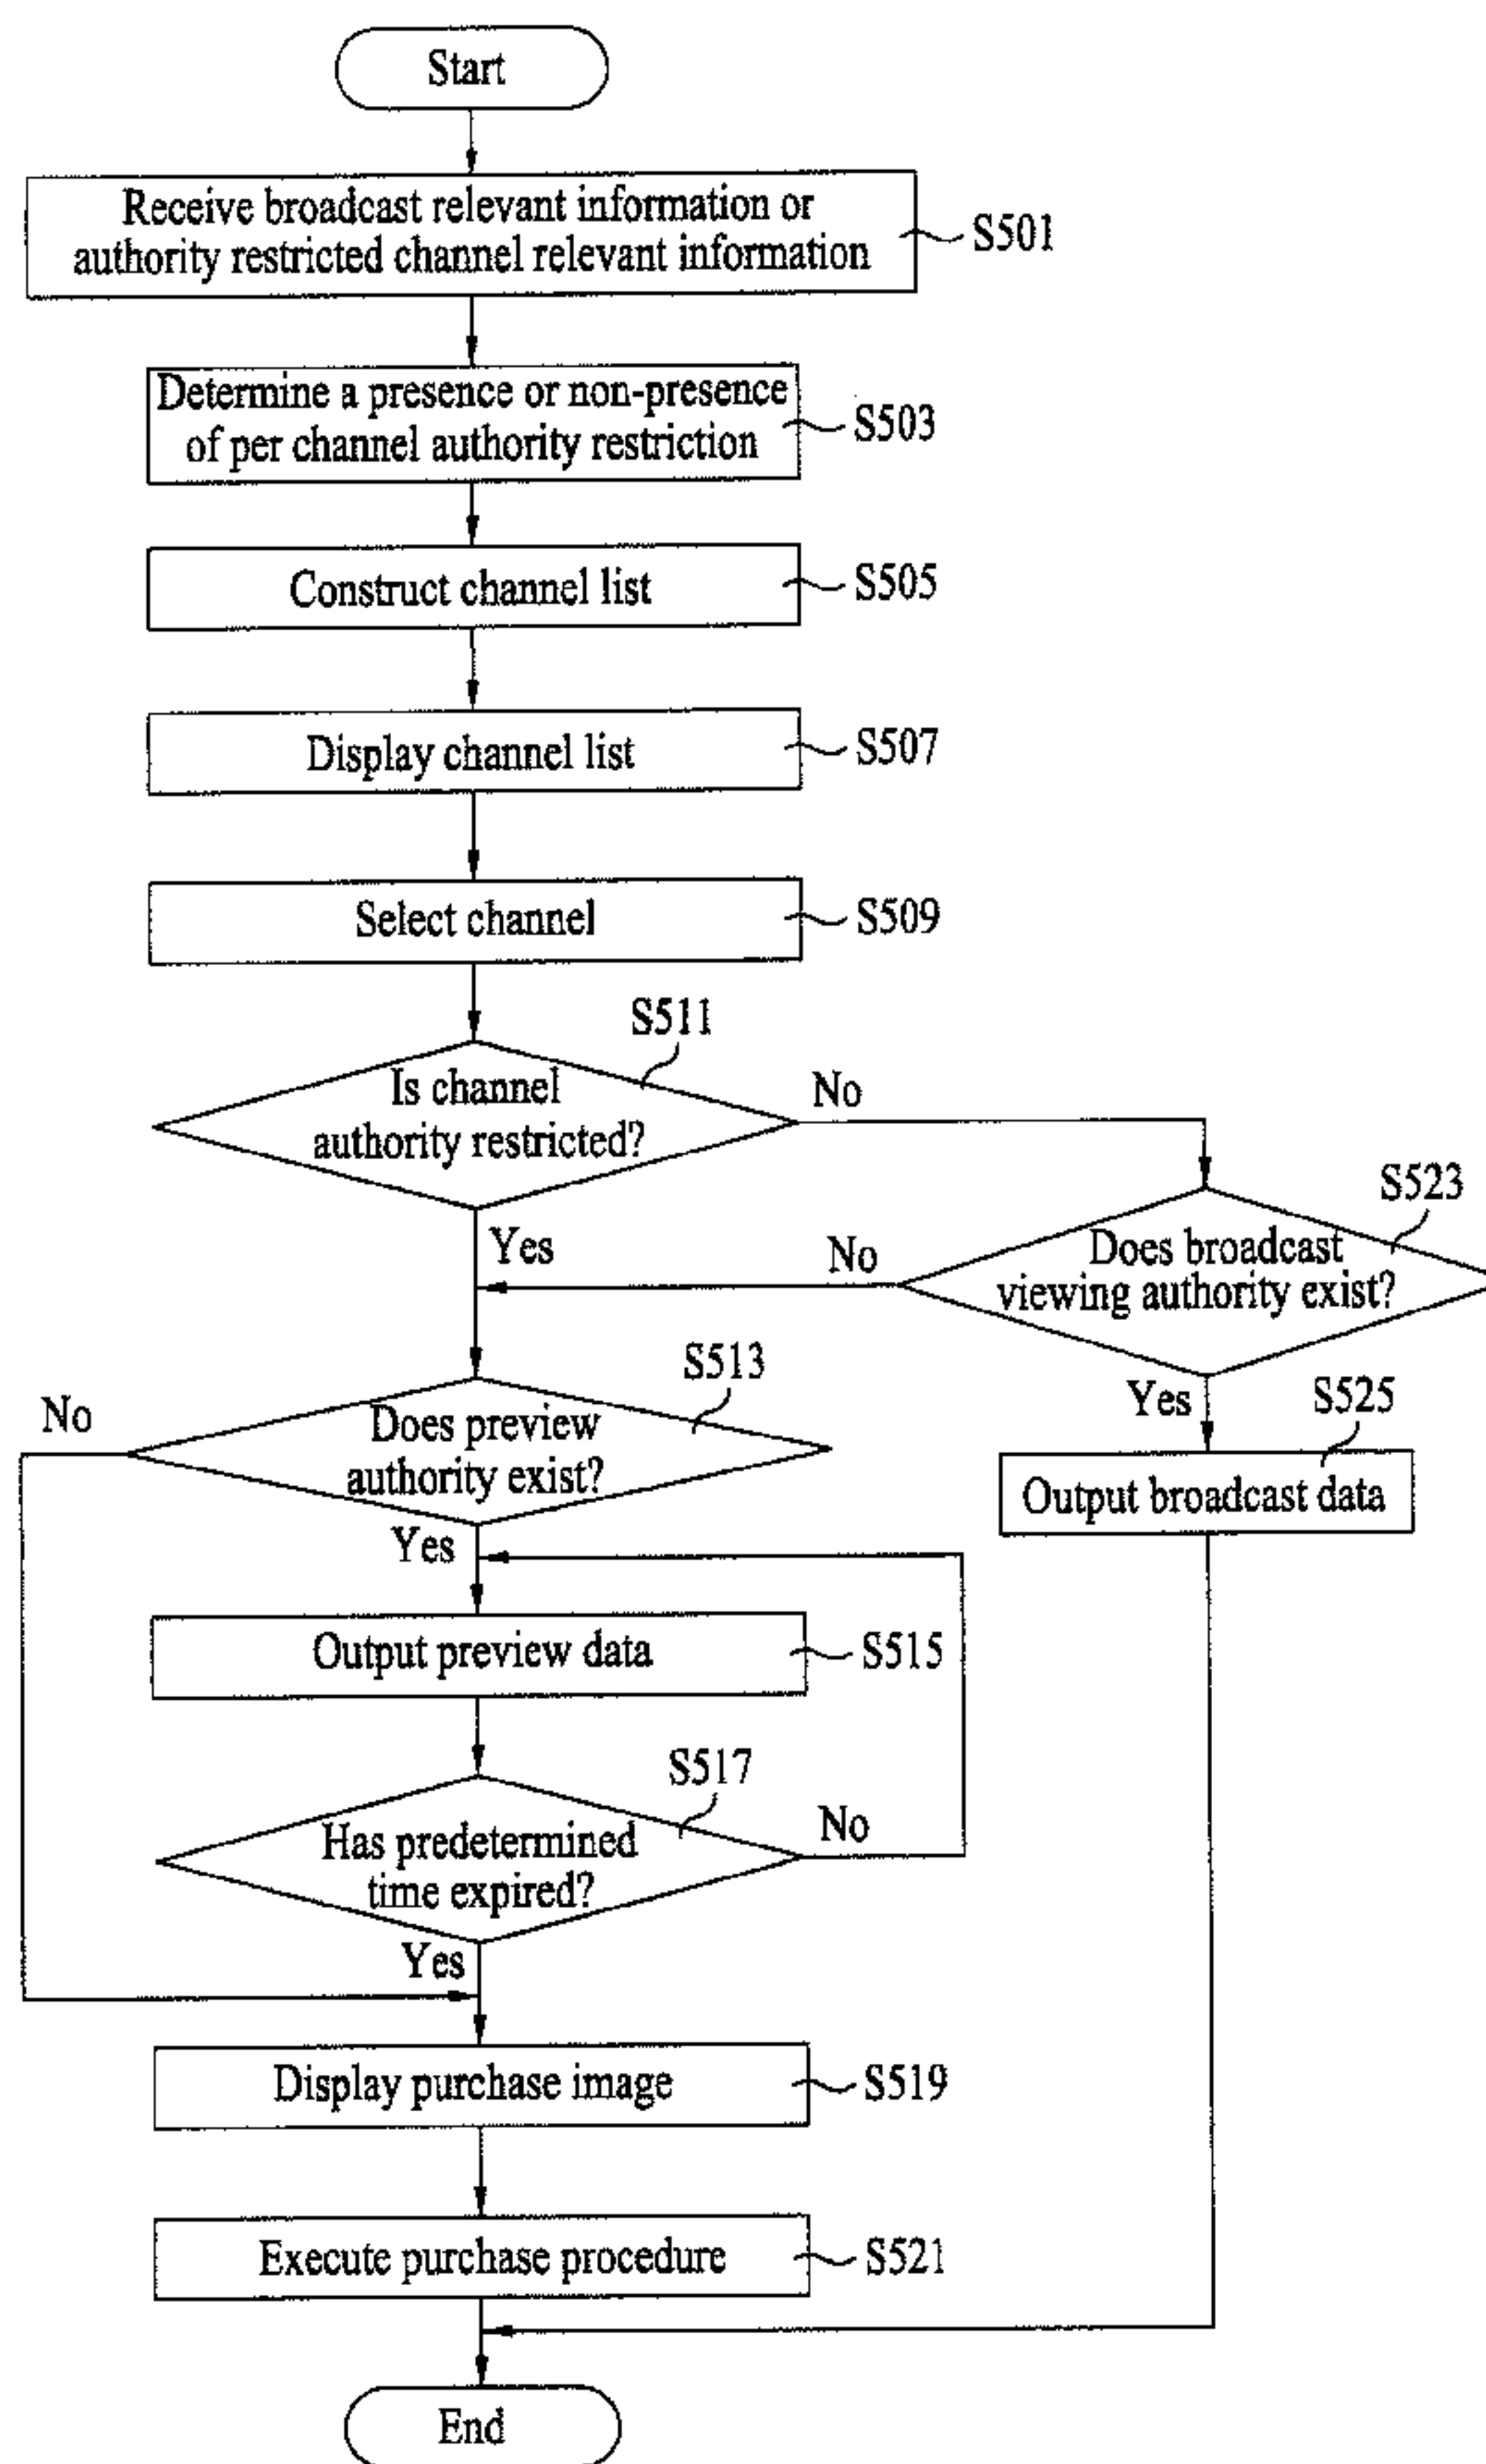 Start
Receive broadcast relevant information or
authority restricted channel relevant information
S501
Determine a presence or non-presence
of per channel authority restriction
S503
Construct channel list
S505
Display channel list
S507
Select channel
S509
S511
Is channel
authority restricted?
No
Yes
S523
Does broadcast
viewing authority exist?
No
Yes
S525
Output broadcast data
S513
Does preview
authority exist?
No
Yes
Output preview data
S515
S517
Has predetermined
time expired?
No
Yes
Display purchase image
S519
Execute purchase procedure
S521
End